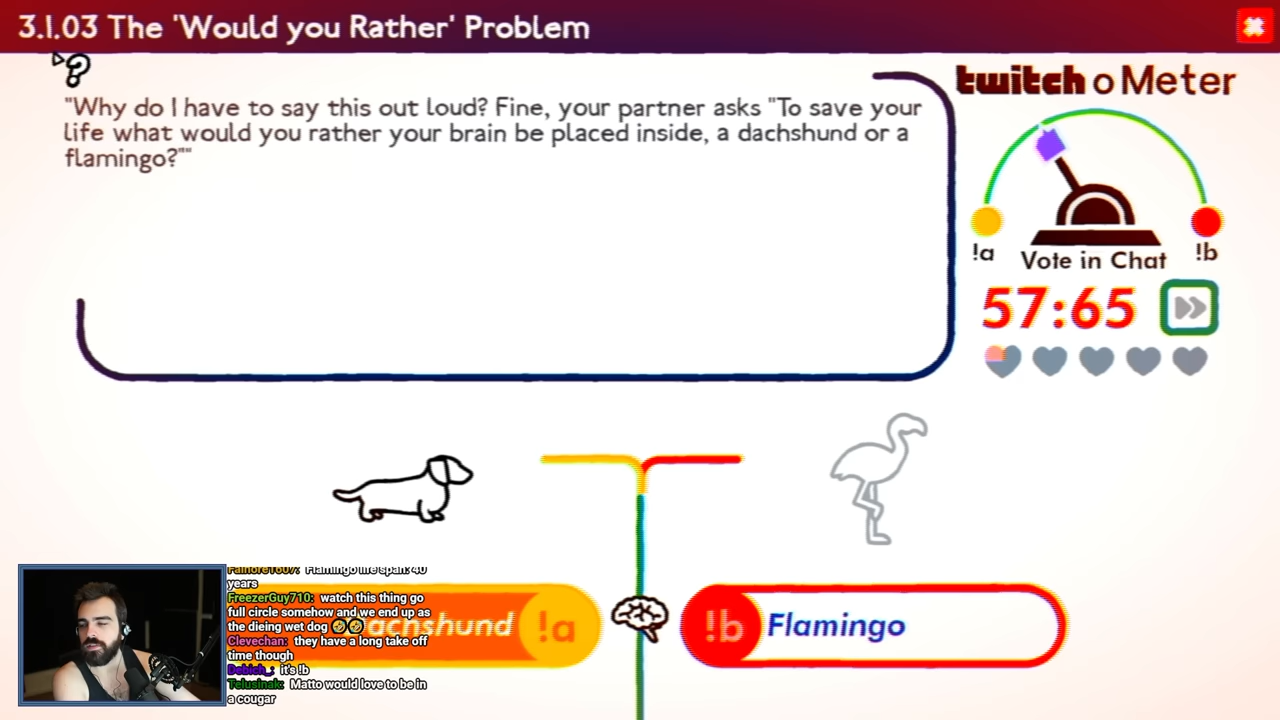 3.1.03 The 'Would you Rather' Problem
?
"Why do I have to say this out loud? Fine, your partner asks "To save your
life what would you rather your brain be placed inside, a dachshund or a
flamingo?""
twitch o Meter
!a
Vote in Chat
!b
57:65
Flamingo life span: 40
years
FreezerGuy710: watch this thing go
full circle somehow and we end up as
the dieing wet dog 🤣🤣
Clevechan: they have a long take off
time though
Debich_: it's !b
Telusinak: Matto would love to be in
a cougar
achshund !a
!b Flamingo